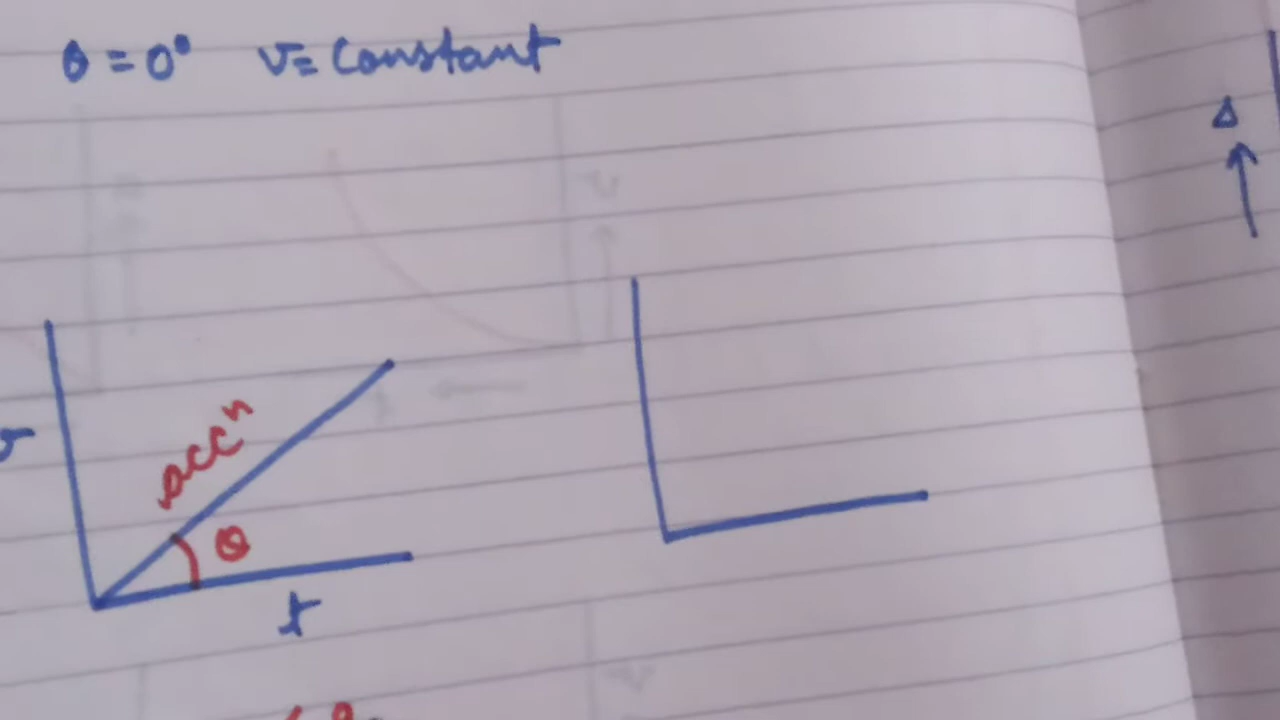 θ = 0° v = Constant
v
accⁿ
θ
t